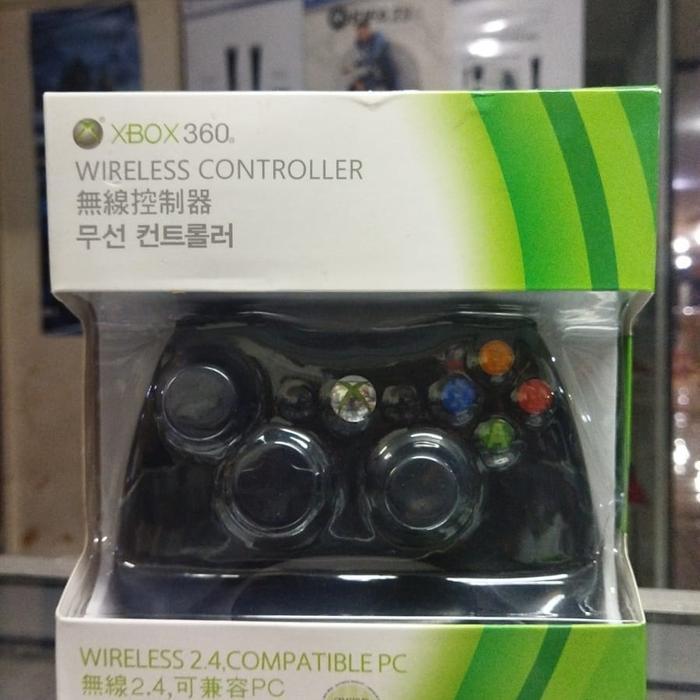 XBOX 360
WIRELESS CONTROLLER
無線控制器
무선 컨트롤러
WIRELESS 2.4,COMPATIBLE PC
無線2.4,可兼容PC